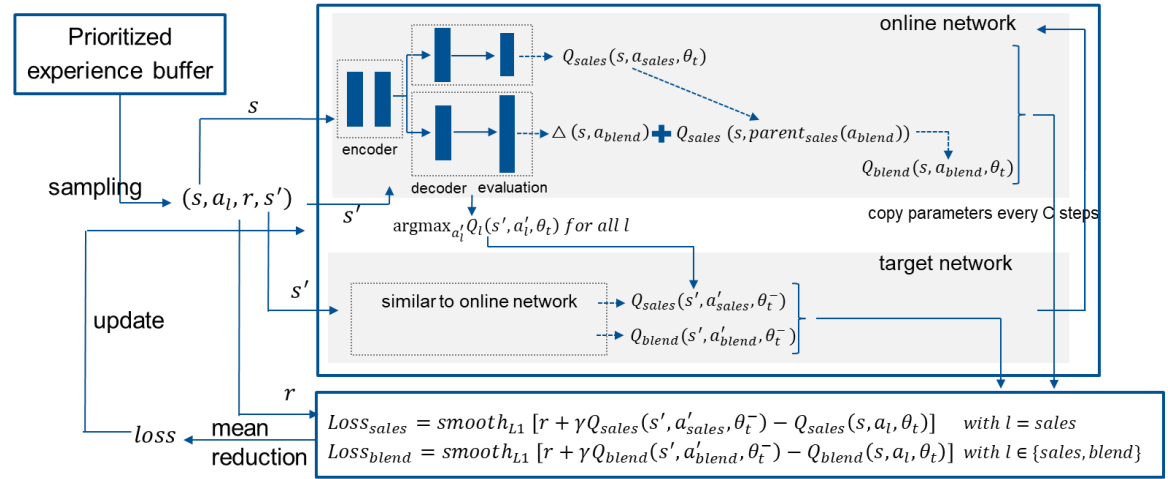 Prioritized
experience buffer
online network
Q_sales(s, a_sales, θ_t)
s
encoder
△ (s, a_blend) + Q_sales (s, parent_sales(a_blend))
Q_blend(s, a_blend, θ_t)
decoder evaluation
sampling
(s, a_l, r, s′)
s′
copy parameters every C steps
argmax_{a′_l} Q_l(s′, a′_l, θ_t) for all l
target network
s′
similar to online network
Q_sales(s′, a′_sales, θ_t^−)
update
Q_blend(s′, a′_blend, θ_t^−)
r
Loss_sales = smooth_L1 [r + γQ_sales(s′, a′_sales, θ_t^−) − Q_sales(s, a_l, θ_t)] with l = sales
loss
mean
reduction
Loss_blend = smooth_L1 [r + γQ_blend(s′, a′_blend, θ_t^−) − Q_blend(s, a_l, θ_t)] with l ∈ {sales, blend}